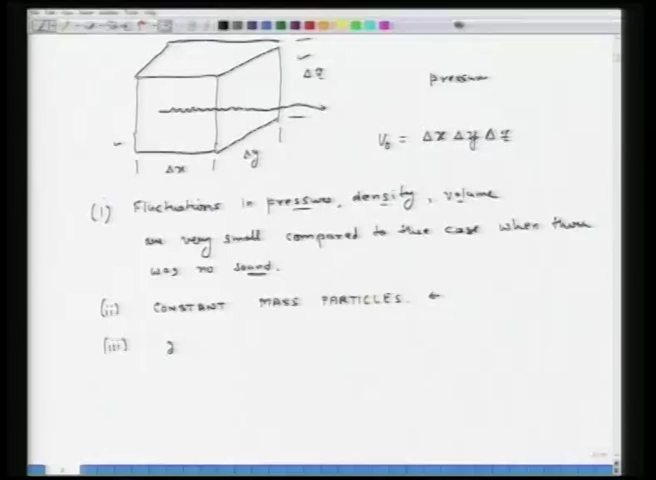 Δz
pressure
V₀ = Δx Δy Δz
Δy
Δx
(i) Fluctuations in pressure, density, volume
are very small compared to the case when there
was no sound.
(ii) CONSTANT MASS PARTICLES. ←
(iii)